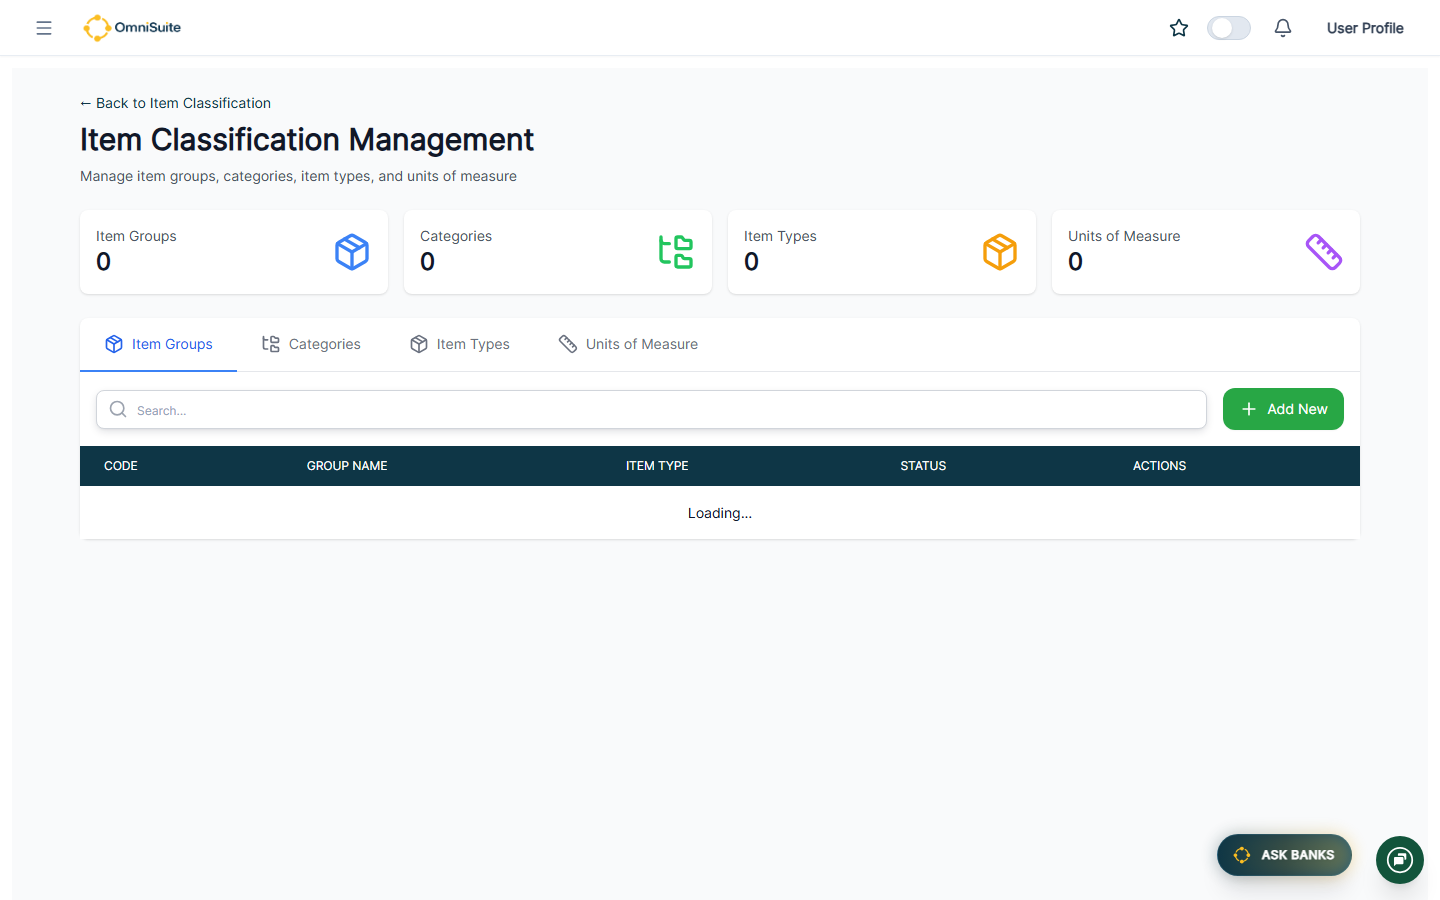 OmniSuite
User Profile
← Back to Item Classification
Item Classification Management
Manage item groups, categories, item types, and units of measure
Item Groups
0
Categories
0
Item Types
0
Units of Measure
0
Item Groups
Categories
Item Types
Units of Measure
Search...
Add New
CODE
GROUP NAME
ITEM TYPE
STATUS
ACTIONS
Loading...
ASK BANKS